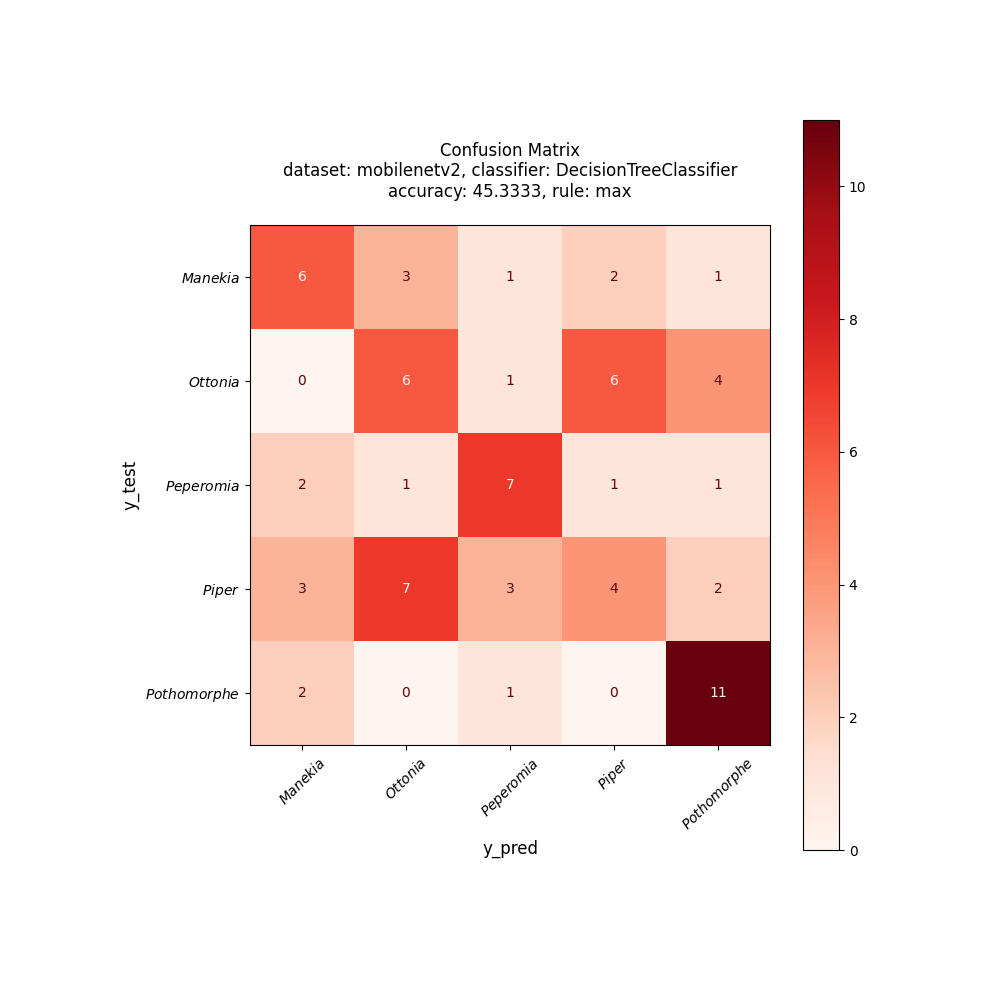 Confusion Matrix
dataset: mobilenetv2, classifier: DecisionTreeClassifier
accuracy: 45.3333, rule: max
Manekia 6 3 1 2 1
Ottonia 0 6 1 6 4
Peperomia 2 1 7 1 1
Piper 3 7 3 4 2
Pothomorphe 2 0 1 0 11
Manekia Ottonia Peperomia Piper Pothomorphe
y_pred
y_test
10
8
6
4
2
0